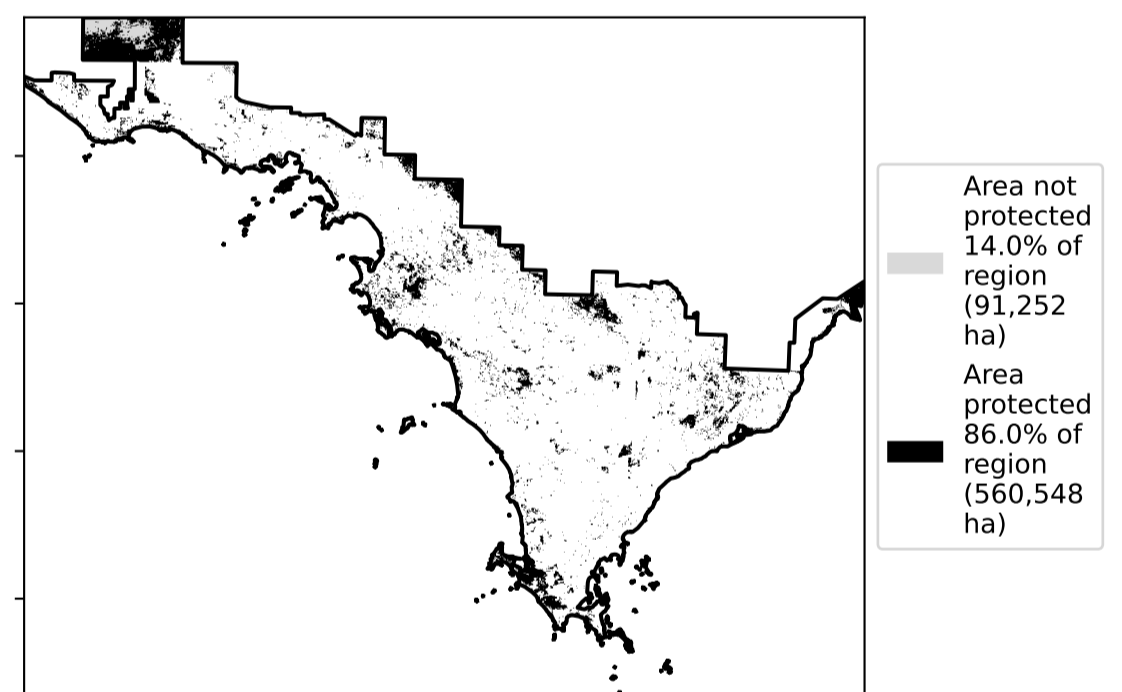 Area not
protected
14.0% of
region
(91,252
ha)
Area
protected
86.0% of
region
(560,548
ha)